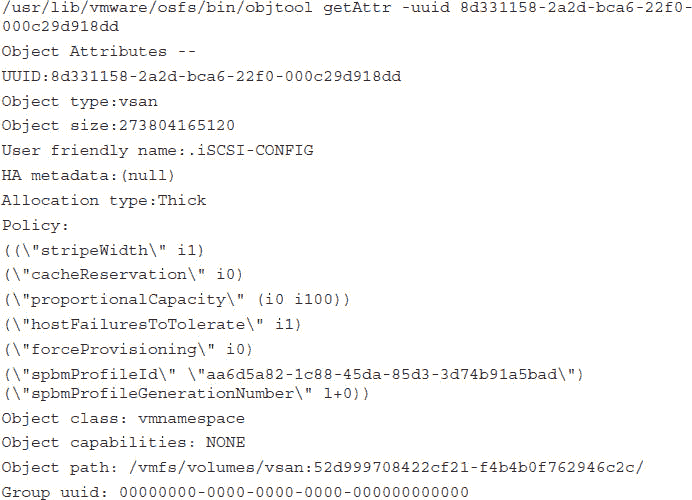 /usr/lib/vmware/osfs/bin/objtool getAttr -uuid 8d331158-2a2d-bca6-22f0-
000c29d918dd
Object Attributes --
UUID:8d331158-2a2d-bca6-22f0-000c29d918dd
Object type:vsan
Object size:273804165120
User friendly name:.iSCSI-CONFIG
HA metadata:(null)
Allocation type:Thick
Policy:
((\"stripeWidth\" i1)
(\"cacheReservation\" i0)
(\"proportionalCapacity\" (i0 i100))
(\"hostFailuresToTolerate\" i1)
(\"forceProvisioning\" i0)
(\"spbmProfileId\" \"aa6d5a82-1c88-45da-85d3-3d74b91a5bad\")
(\"spbmProfileGenerationNumber\" l+0))
Object class: vmnamespace
Object capabilities: NONE
Object path: /vmfs/volumes/vsan:52d999708422cf21-f4b4b0f762946c2c/
Group uuid: 00000000-0000-0000-0000-000000000000